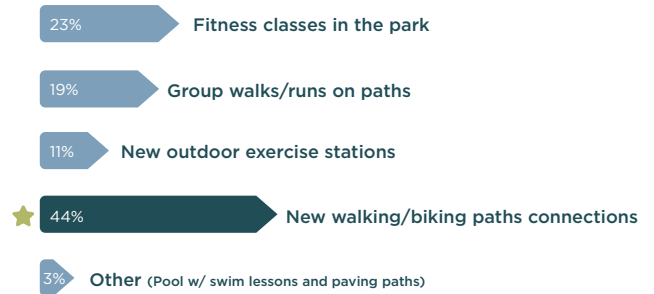 23% Fitness classes in the park
19% Group walks/runs on paths
11% New outdoor exercise stations
44% New walking/biking paths connections
3% Other (Pool w/ swim lessons and paving paths)